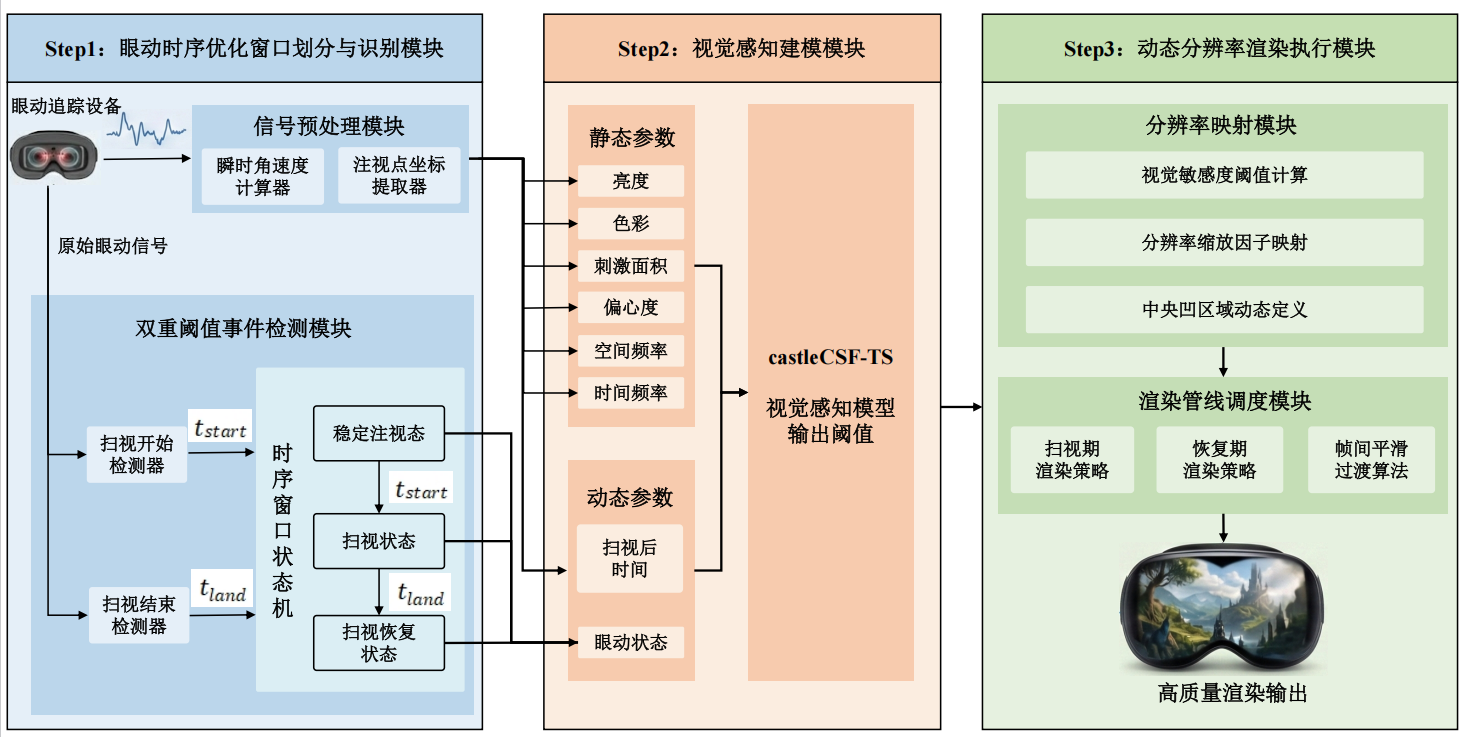 Step1：眼动时序优化窗口划分与识别模块
眼动追踪设备
信号预处理模块
瞬时角速度
计算器
注视点坐标
提取器
原始眼动信号
双重阈值事件检测模块
扫视开始
检测器
t_start
扫视结束
检测器
t_land
时序窗口状态机
稳定注视态
t_start
扫视状态
t_land
扫视恢复
状态
Step2：视觉感知建模模块
静态参数
亮度
色彩
刺激面积
偏心度
空间频率
时间频率
动态参数
扫视后
时间
眼动状态
castleCSF-TS
视觉感知模型
输出阈值
Step3：动态分辨率渲染执行模块
分辨率映射模块
视觉敏感度阈值计算
分辨率缩放因子映射
中央凹区域动态定义
渲染管线调度模块
扫视期
渲染策略
恢复期
渲染策略
帧间平滑
过渡算法
高质量渲染输出